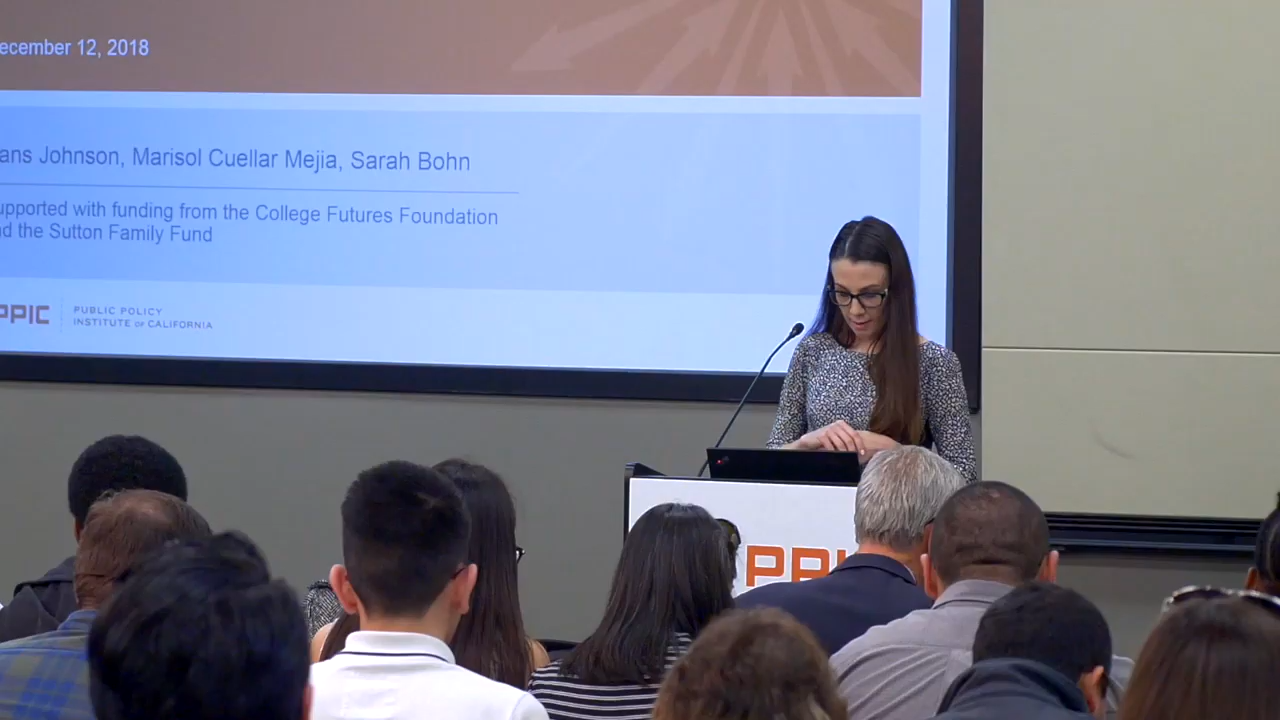 ecember 12, 2018
ans Johnson, Marisol Cuellar Mejia, Sarah Bohn
upported with funding from the College Futures Foundation
d the Sutton Family Fund
PPIC
PUBLIC POLICY
INSTITUTE OF CALIFORNIA
PPIC